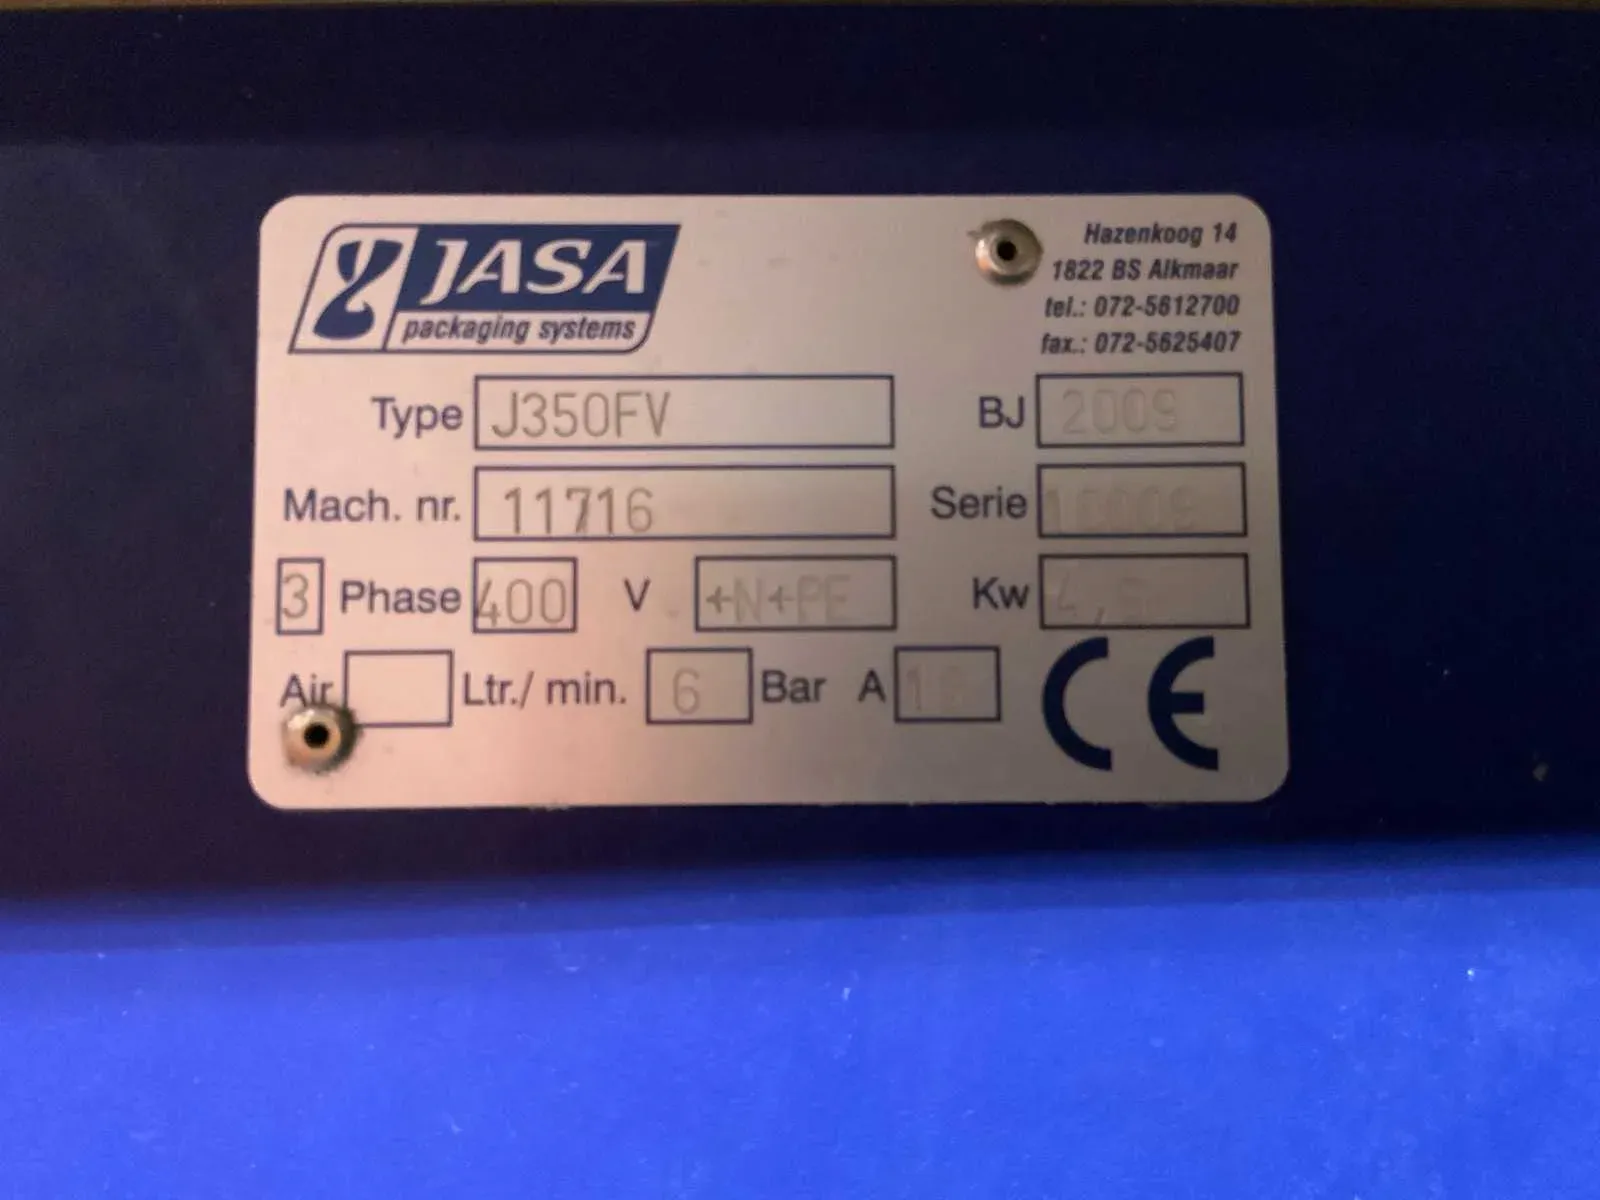 JASA
packaging systems
Hazenkoog 14
1822 BS Alkmaar
tel.: 072-5612700
fax.: 072-5625407
Type J350FV BJ 2009
Mach. nr. 11716 Serie 10009
3 Phase 400 V +N+PE Kw
Air Ltr./ min. 6 Bar A
CE